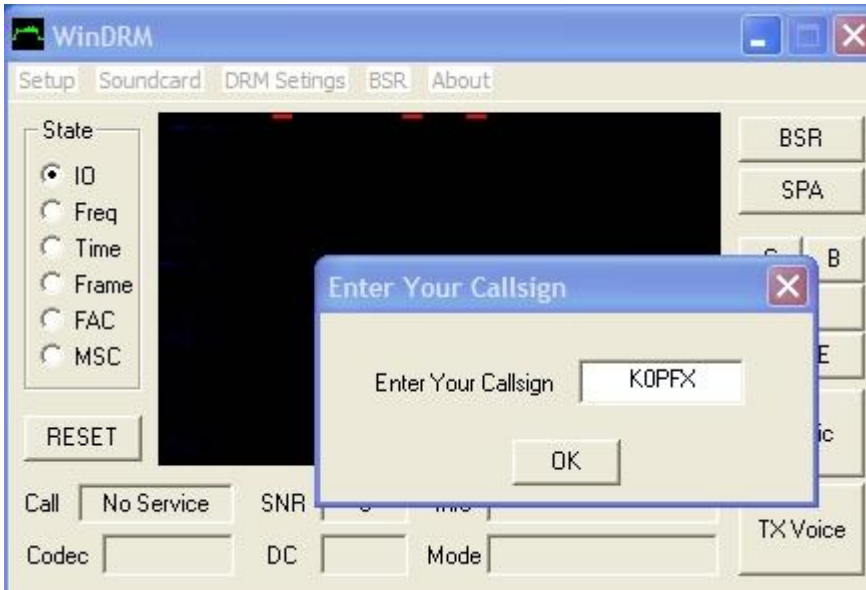 WinDRM
Setup Soundcard DRM Setings BSR About
State
IO
Freq
Time
Frame
FAC
MSC
RESET
BSR
SPA
B
E
ic
TX Voice
Enter Your Callsign
Enter Your Callsign K0PFX
OK
Call No Service SNR
Codec DC Mode